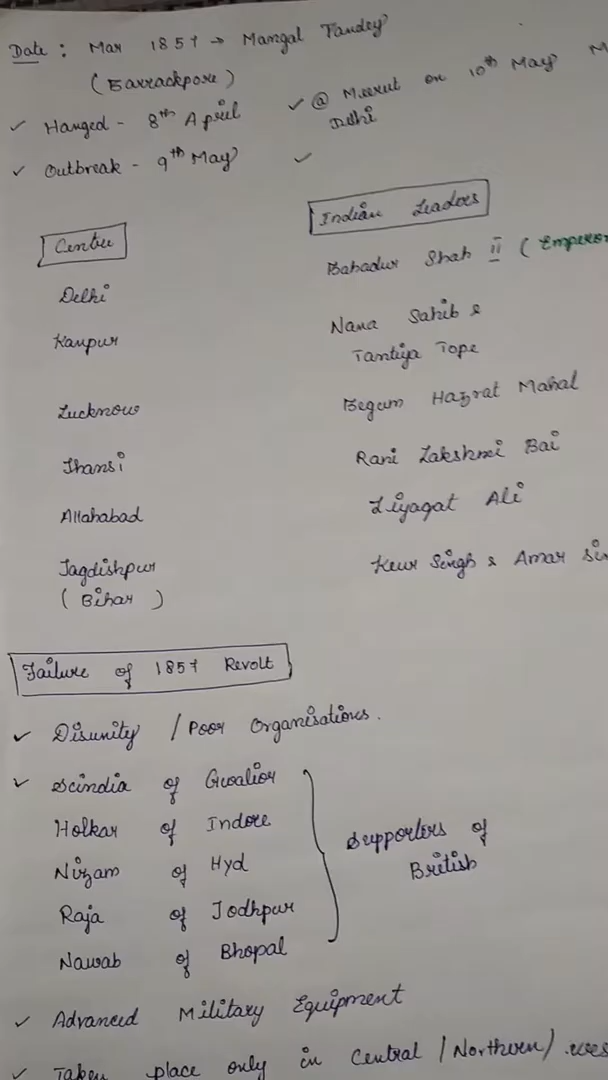 Date : Mar 1857 → Mangal Pandey
(Barrackpore)
✓ Hanged - 8th April
✓ @ Meerut on 10th May
Delhi
✓ Outbreak - 9th May
✓
Centre
Indian Leaders
Delhi
Bahadur Shah II (Emperor
Kanpur
Nana Sahib &
Tantiya Tope
Lucknow
Begum Hazrat Mahal
Jhansi
Rani Lakshmi Bai
Allahabad
Liyaqat Ali
Jagdishpur
(Bihar)
Kuur Singh & Amar Sin
Failure of 1857 Revolt
✓ Disunity / Poor Organisations.
✓ Scindia of Gwalior
Holkar of Indore
Nizam of Hyd
Raja of Jodhpur
Nawab of Bhopal
Supporters of
British
✓ Advanced Military Equipment
✓ Taken place only in Central / Northern /